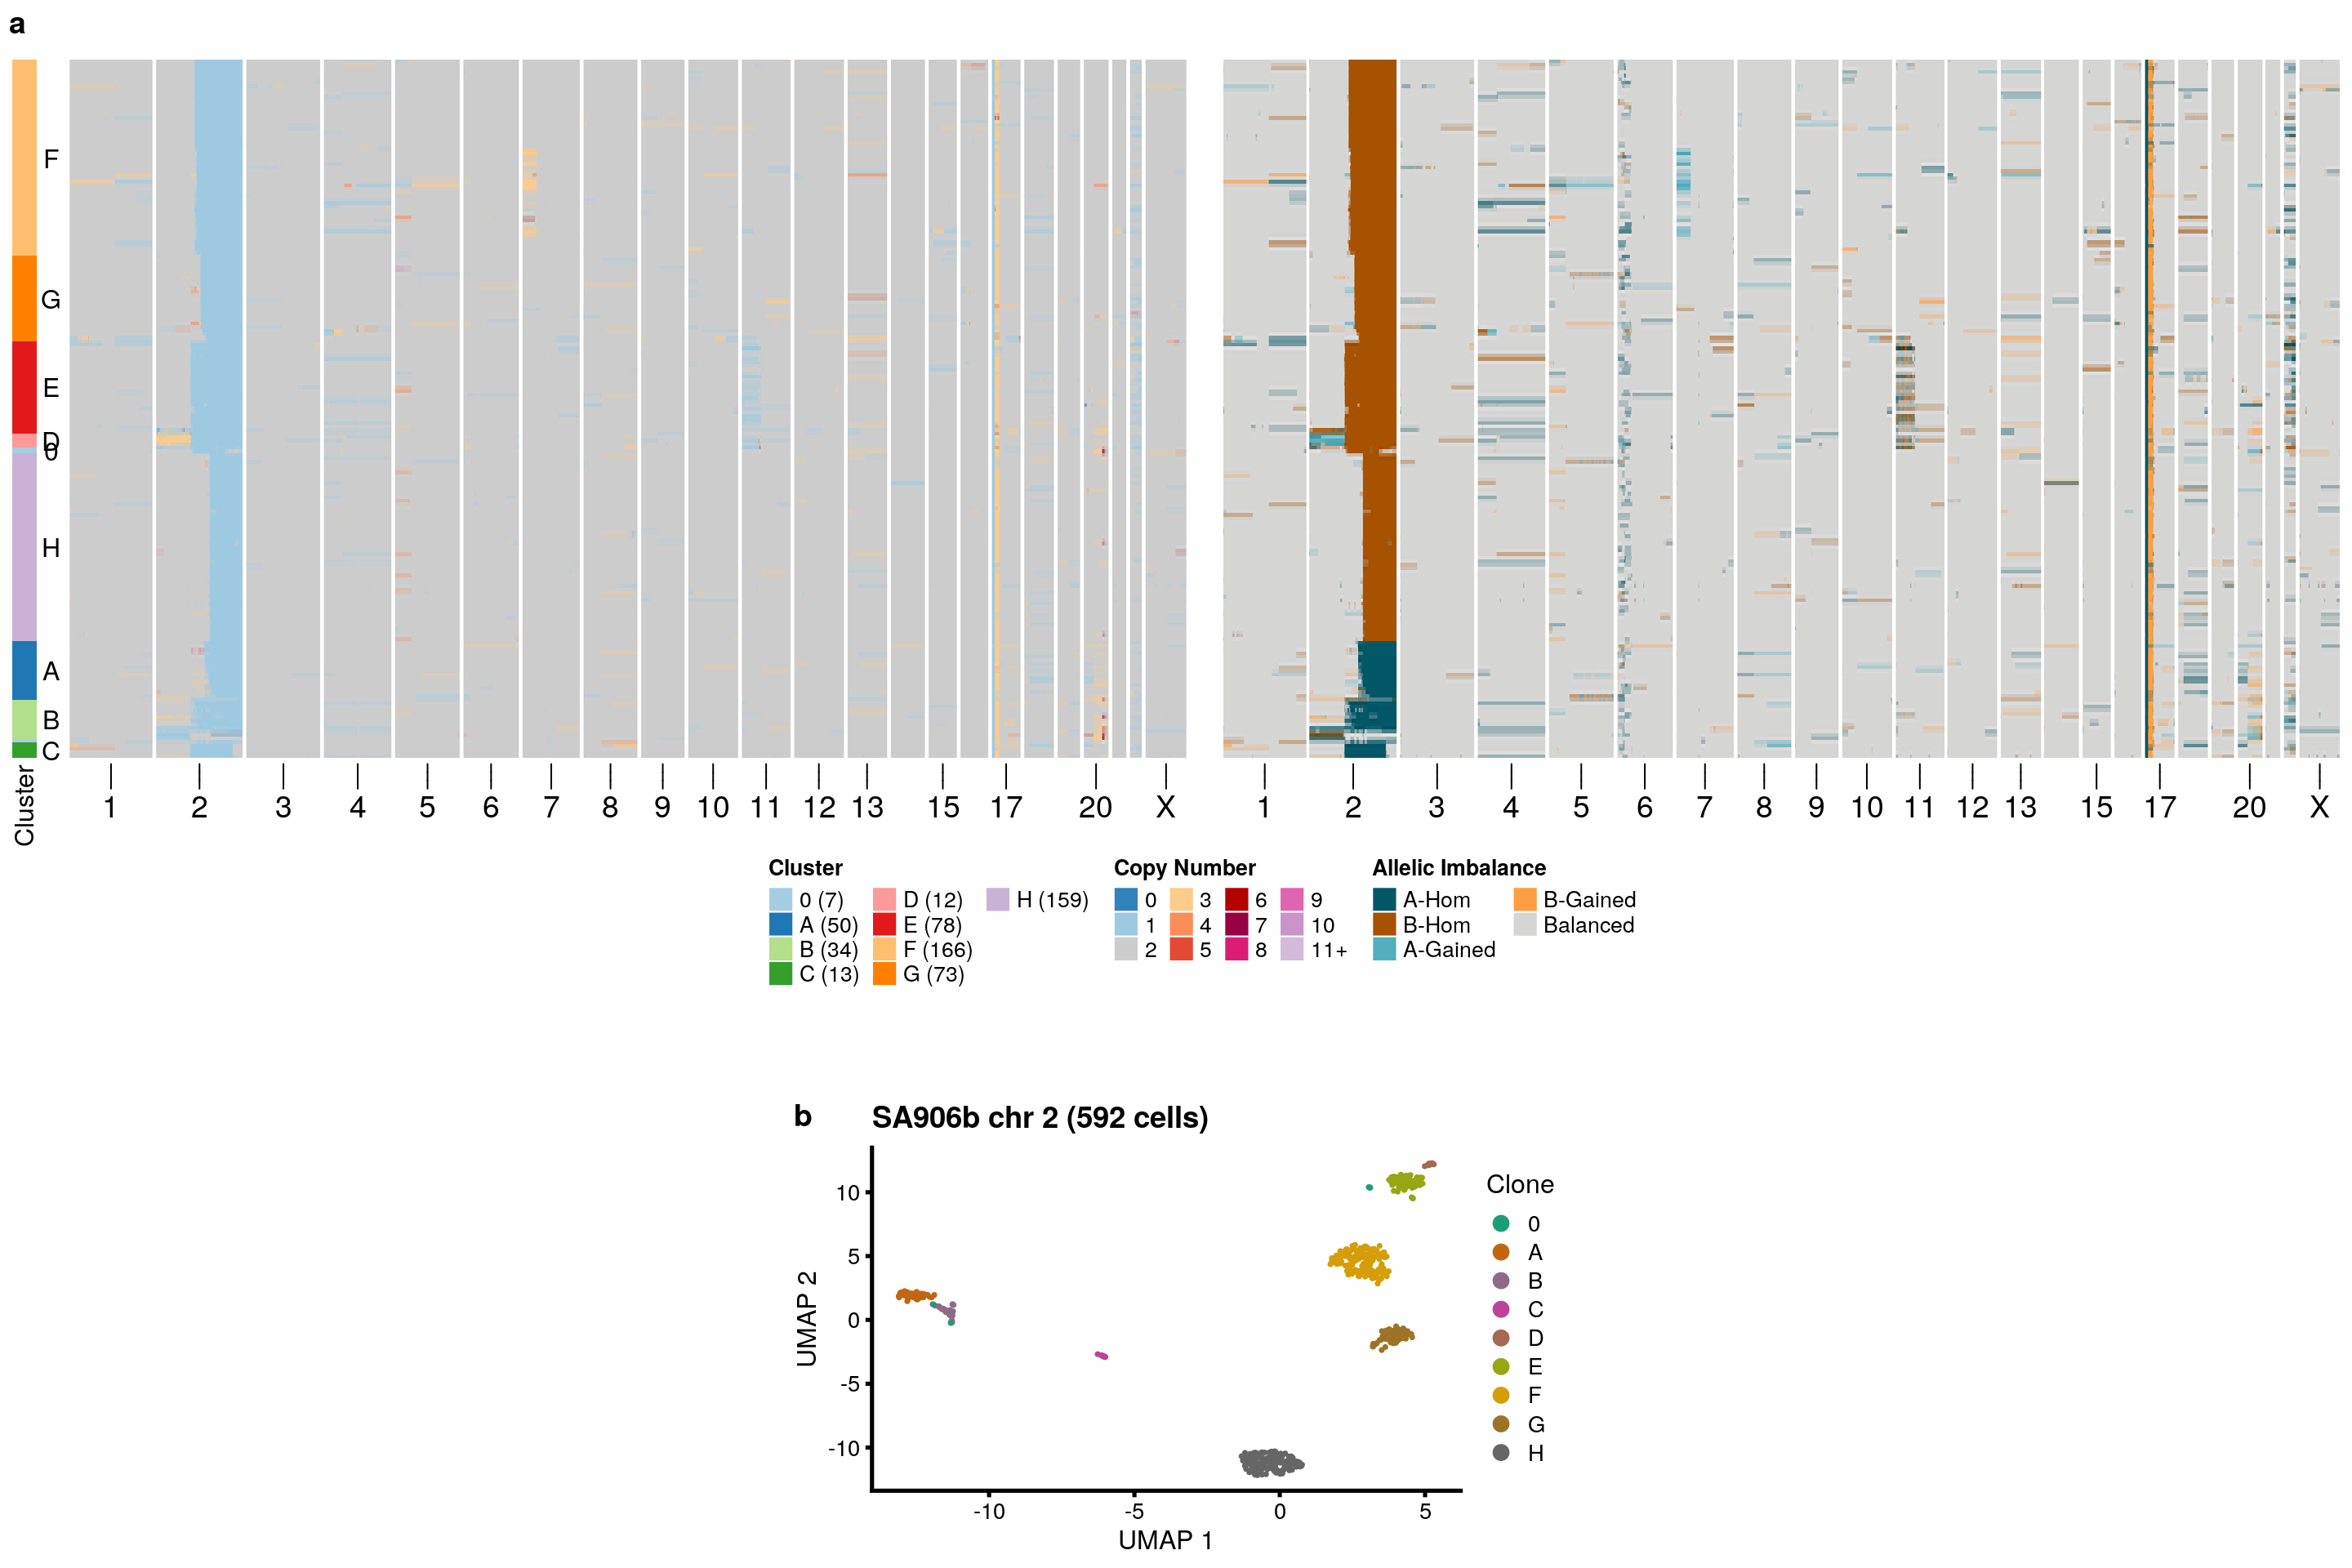 a
F
G
E
D
0
H
A
B
C
Cluster
1 2 3 4 5 6 7 8 9 10 11 12 13 15 17 20 X
1 2 3 4 5 6 7 8 9 10 11 12 13 15 17 20 X
Cluster
0 (7)
A (50)
B (34)
C (13)
D (12)
E (78)
F (166)
G (73)
H (159)
Copy Number
0
1
2
3
4
5
6
7
8
9
10
11+
Allelic Imbalance
A-Hom
B-Hom
A-Gained
B-Gained
Balanced
b
SA906b chr 2 (592 cells)
10
5
0
-5
-10
UMAP 2
-10 -5 0 5
UMAP 1
Clone
0
A
B
C
D
E
F
G
H